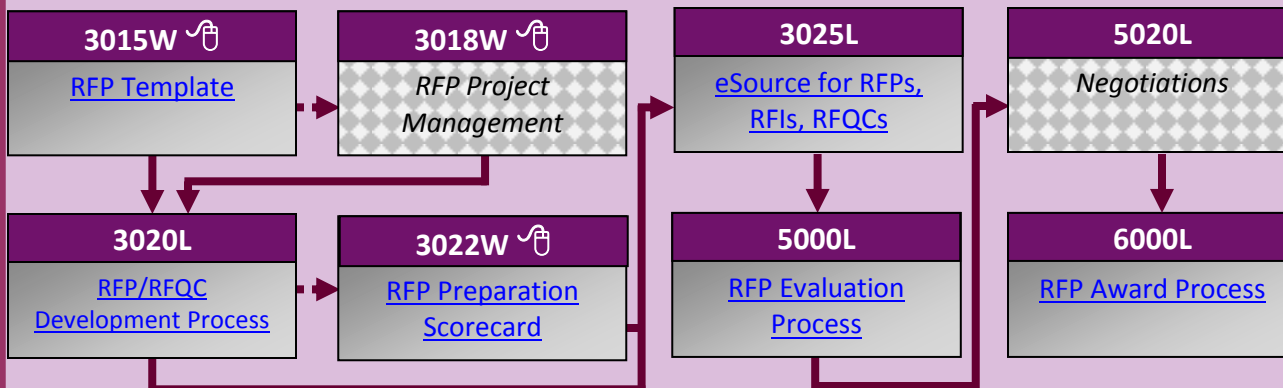 3015W
RFP Template
3018W
RFP Project
Management
3025L
eSource for RFPs,
RFIs, RFQCs
5020L
Negotiations
3020L
RFP/RFQC
Development Process
3022W
RFP Preparation
Scorecard
5000L
RFP Evaluation
Process
6000L
RFP Award Process